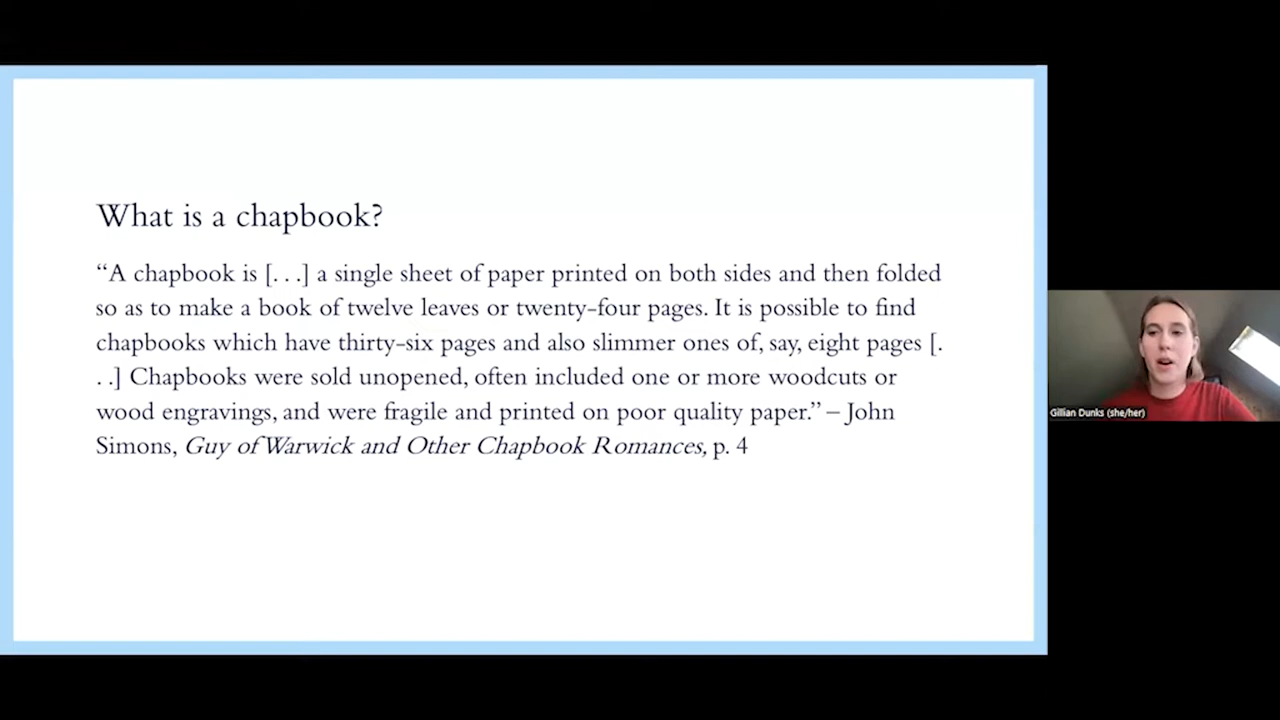 What is a chapbook?
“A chapbook is [. . .] a single sheet of paper printed on both sides and then folded
so as to make a book of twelve leaves or twenty-four pages. It is possible to find
chapbooks which have thirty-six pages and also slimmer ones of, say, eight pages [.
. .] Chapbooks were sold unopened, often included one or more woodcuts or
wood engravings, and were fragile and printed on poor quality paper.” – John
Simons, Guy of Warwick and Other Chapbook Romances, p. 4
Gillian Dunks (she/her)